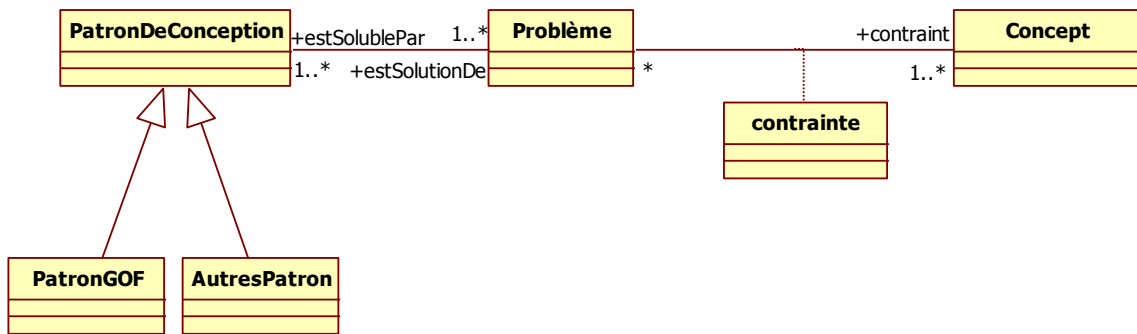 PatronDeConception
+estSolublePar
1..*
Problème
+contraint
Concept
1..*
+estSolutionDe
*
1..*
contrainte
PatronGOF
AutresPatron